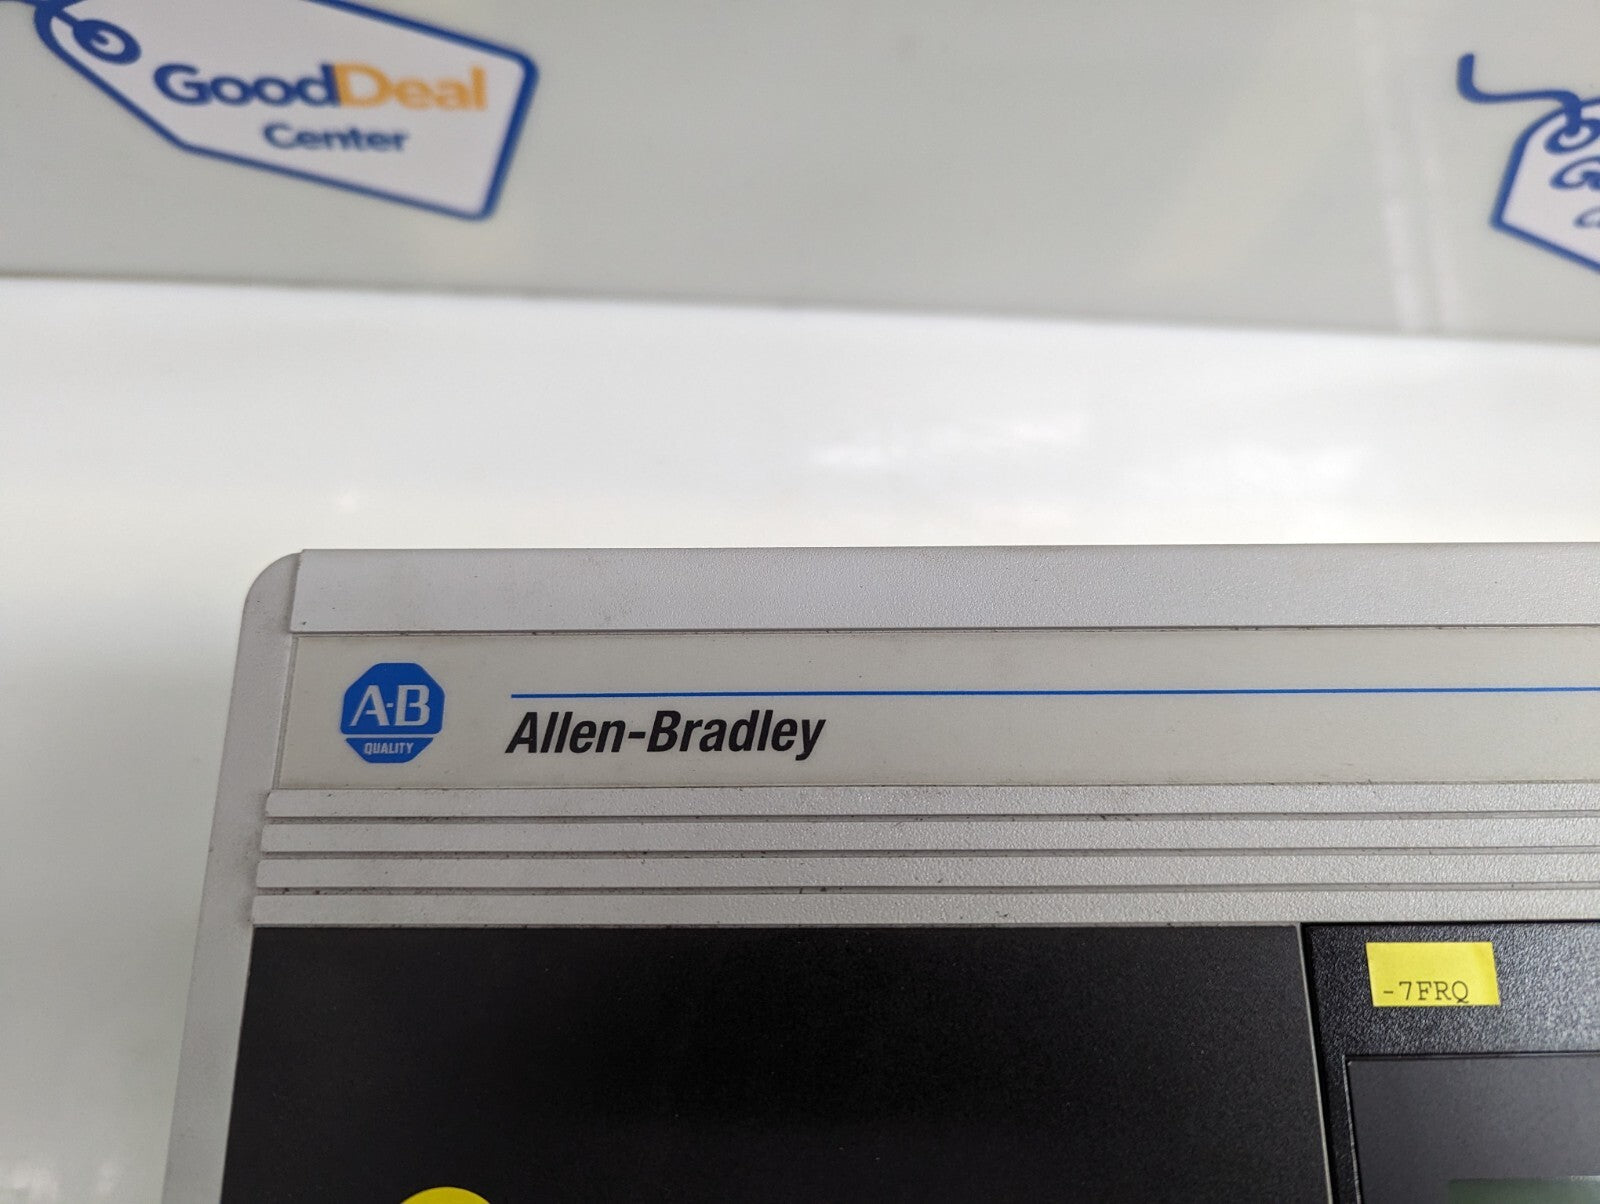 GoodDeal
Center
A-B
QUALITY
Allen-Bradley
-7FRQ